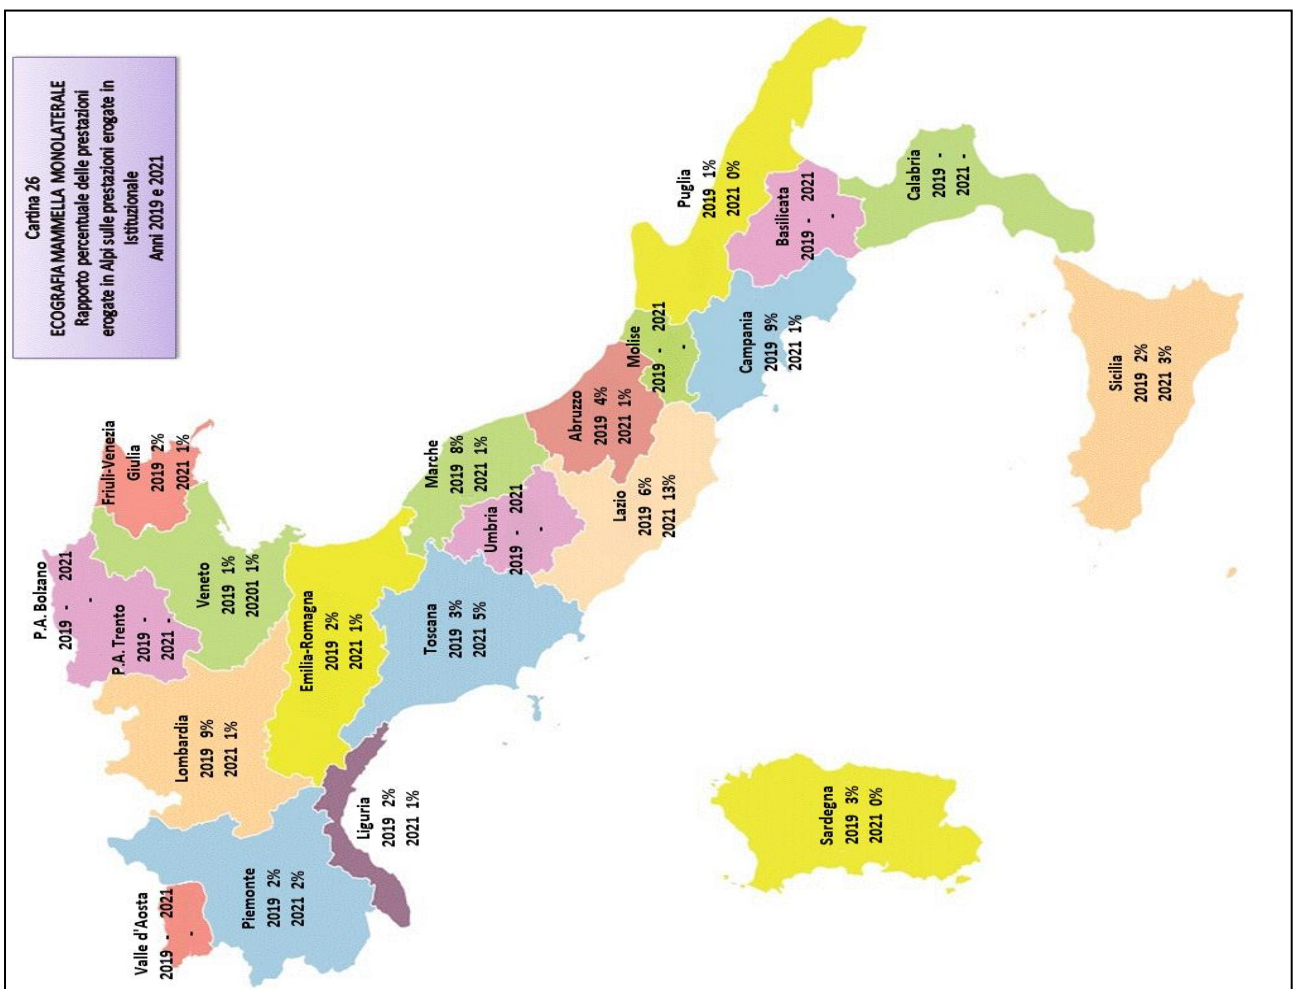 Cartina 26
ECOGRAFIA MAMMELLA MONOLATERALE
Rapporto percentuale delle prestazioni
erogate in Alpi sulle prestazioni erogate in
Istituzionale
Anni 2019 e 2021
P.A. Bolzano
2019 - 2021
-
P.A. Trento
2019 -
2021 -
Friuli-Venezia
Giulia
2019 2%
2021 1%
Valle d'Aosta
2019 - 2021
-
Lombardia
2019 9%
2021 1%
Veneto
2019 1%
20201 1%
Piemonte
2019 2%
2021 2%
Emilia-Romagna
2019 2%
2021 1%
Liguria
2019 2%
2021 1%
Toscana
2019 3%
2021 5%
Marche
2019 8%
2021 1%
Umbria
2019 - 2021
-
Abruzzo
2019 4%
2021 1%
Lazio
2019 6%
2021 13%
Molise
2019 - 2021
-
Puglia
2019 1%
2021 0%
Campania
2019 9%
2021 1%
Basilicata
2019 - 2021
-
Calabria
2019 -
2021 -
Sardegna
2019 3%
2021 0%
Sicilia
2019 2%
2021 3%